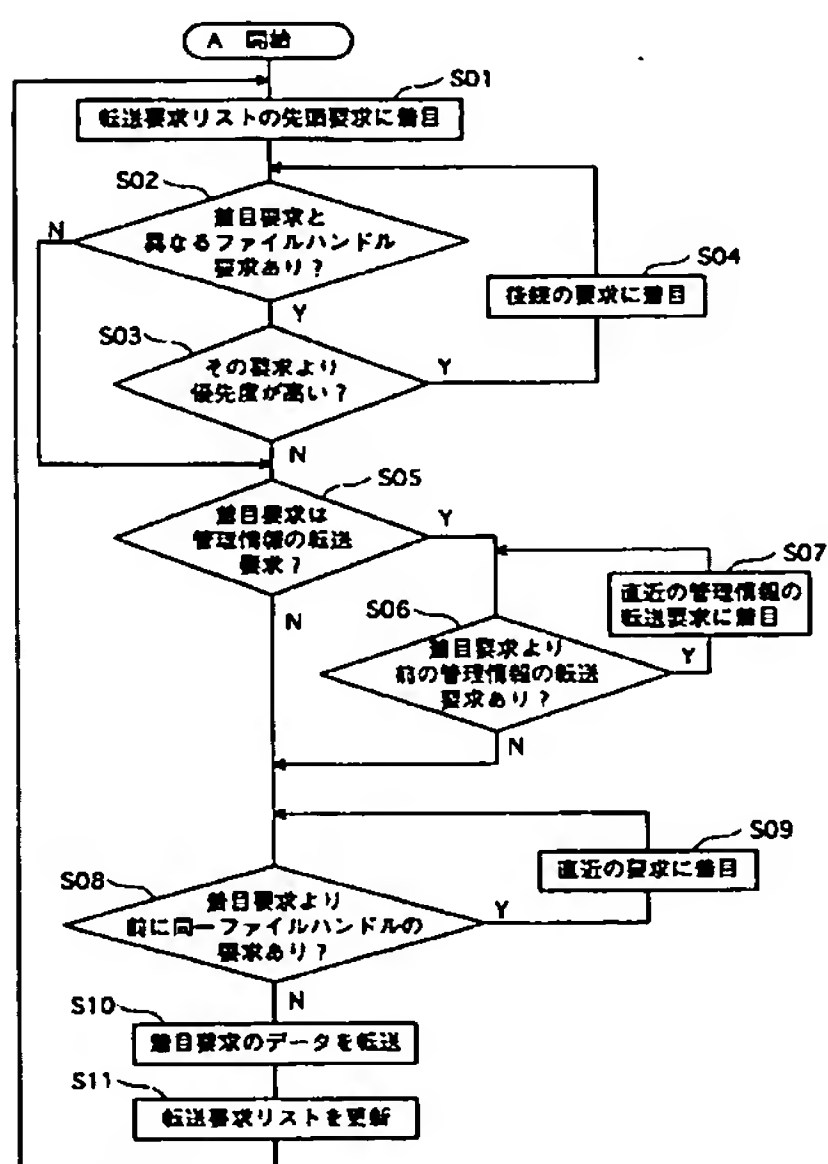 A 開始
S01
転送要求リストの先頭要求に着目
S02
着目要求と
異なるファイルハンドル
要求あり？
N
Y
S04
後続の要求に着目
S03
その要求より
優先度が高い？
Y
N
S05
着目要求は
管理情報の転送
要求？
Y
N
S07
直近の管理情報の
転送要求に着目
S06
着目要求より
前の管理情報の転送
要求あり？
Y
N
S09
直近の要求に着目
S08
着目要求より
前に同一ファイルハンドルの
要求あり？
Y
N
S10
着目要求のデータを転送
S11
転送要求リストを更新